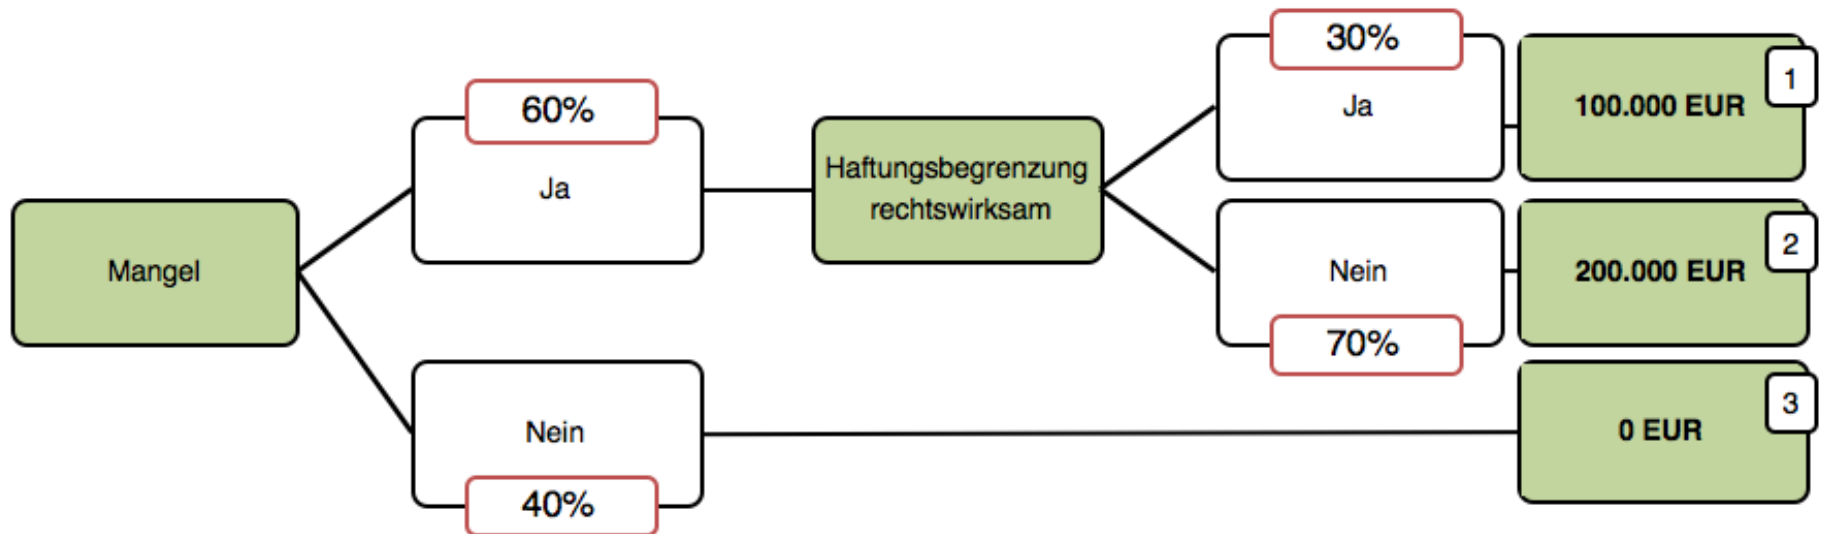 Mangel
60%
Ja
Nein
40%
Haftungsbegrenzung
rechtswirksam
30%
Ja
Nein
70%
100.000 EUR
1
200.000 EUR
2
0 EUR
3